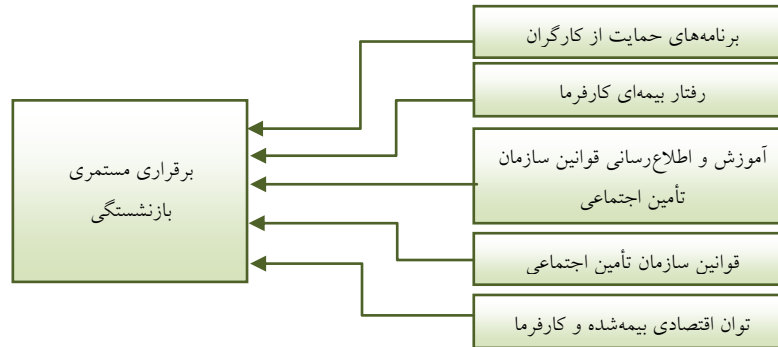 برنامه‌های حمایت از کارگران
رفتار بیمه‌ای کارفرما
آموزش و اطلاع‌رسانی قوانین سازمان
تأمین اجتماعی
قوانین سازمان تأمین اجتماعی
توان اقتصادی بیمه‌شده و کارفرما
برقراری مستمری
بازنشستگی